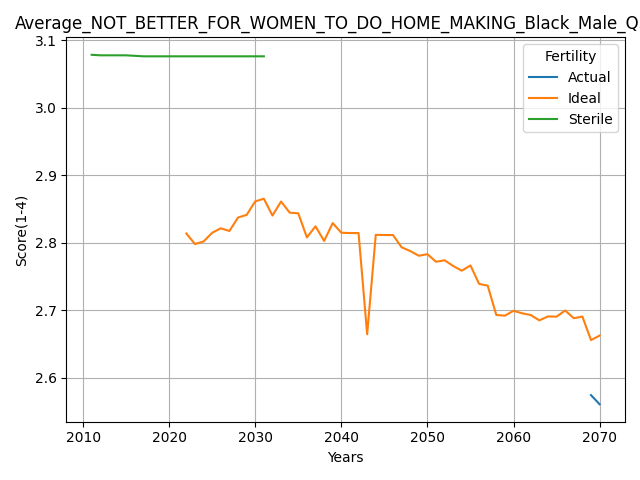 Average_NOT_BETTER_FOR_WOMEN_TO_DO_HOME_MAKING_Black_Male_Q
3.1
3.0
2.9
2.8
2.7
2.6
Score(1-4)
Fertility
Actual
Ideal
Sterile
2010 2020 2030 2040 2050 2060 2070
Years